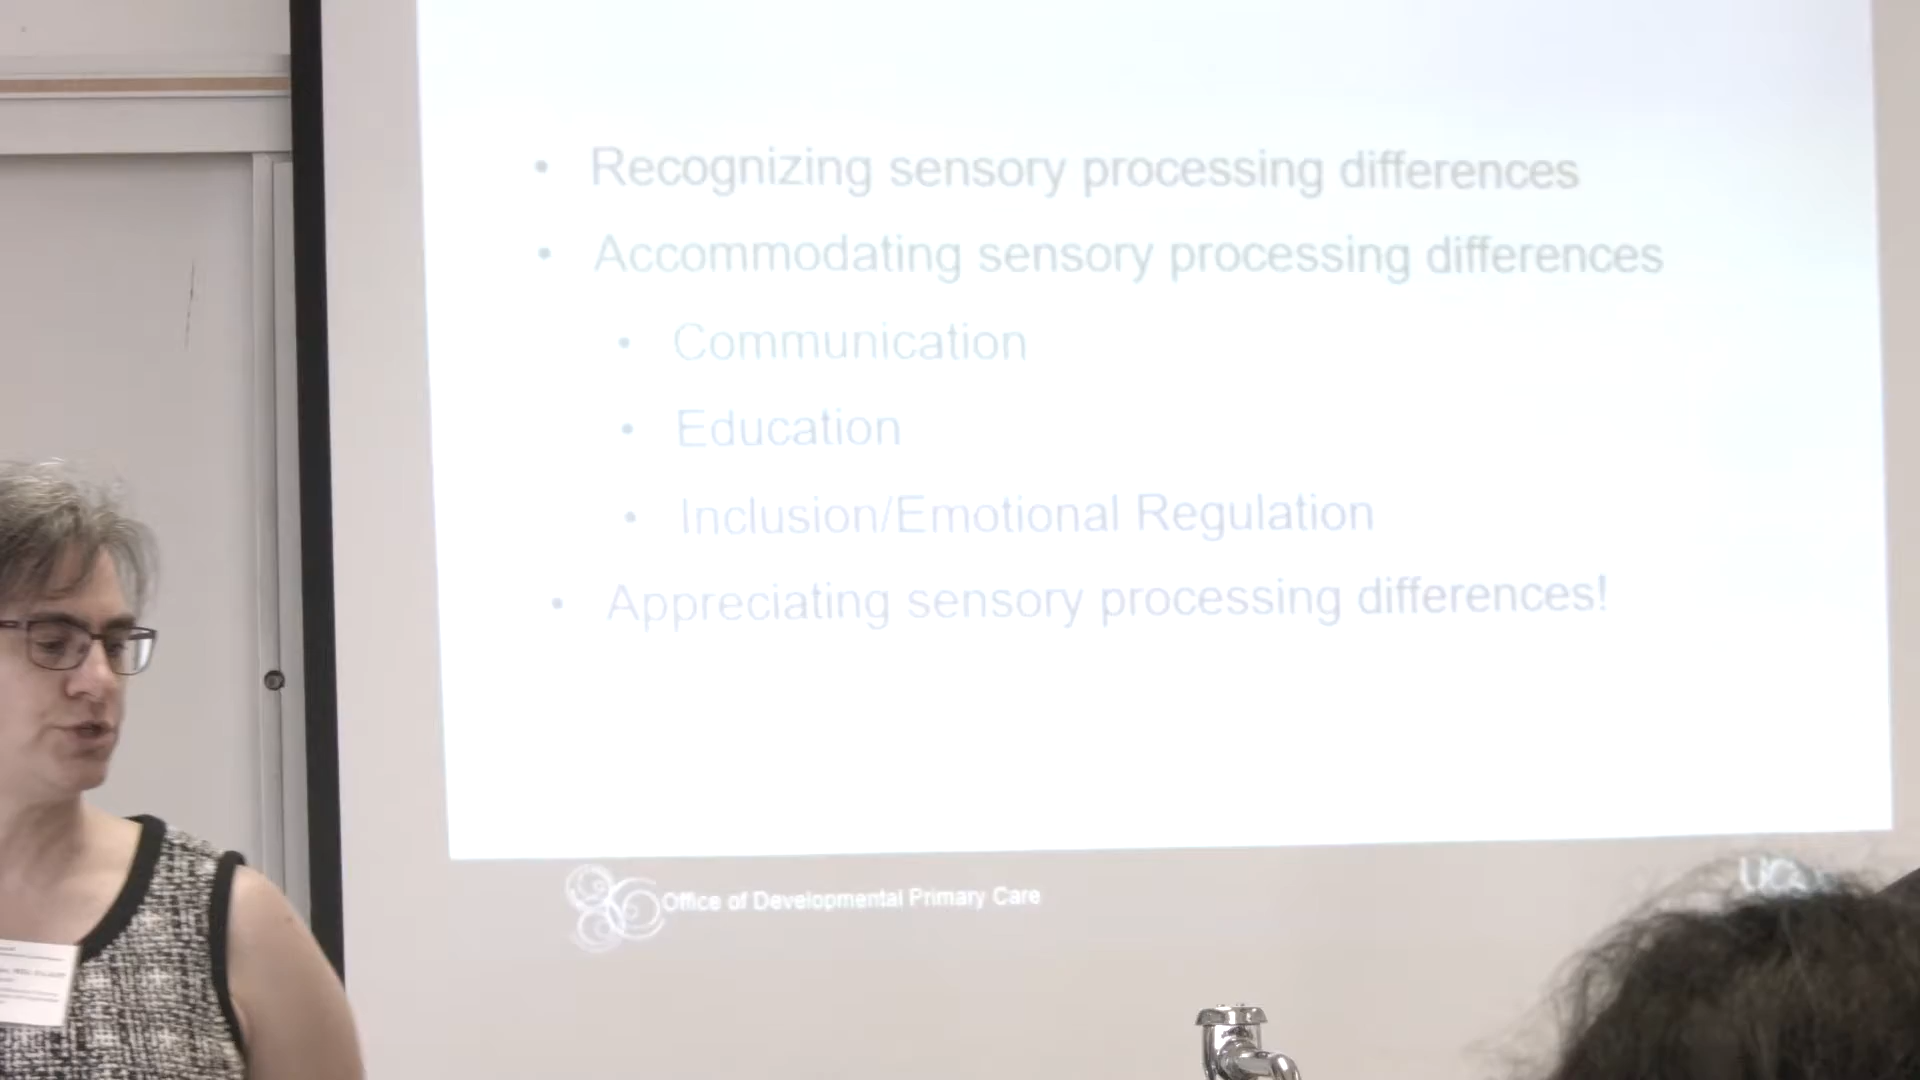 • Recognizing sensory processing differences
• Accommodating sensory processing differences
• Communication
• Education
• Inclusion/Emotional Regulation
• Appreciating sensory processing differences!
Office of Developmental Primary Care